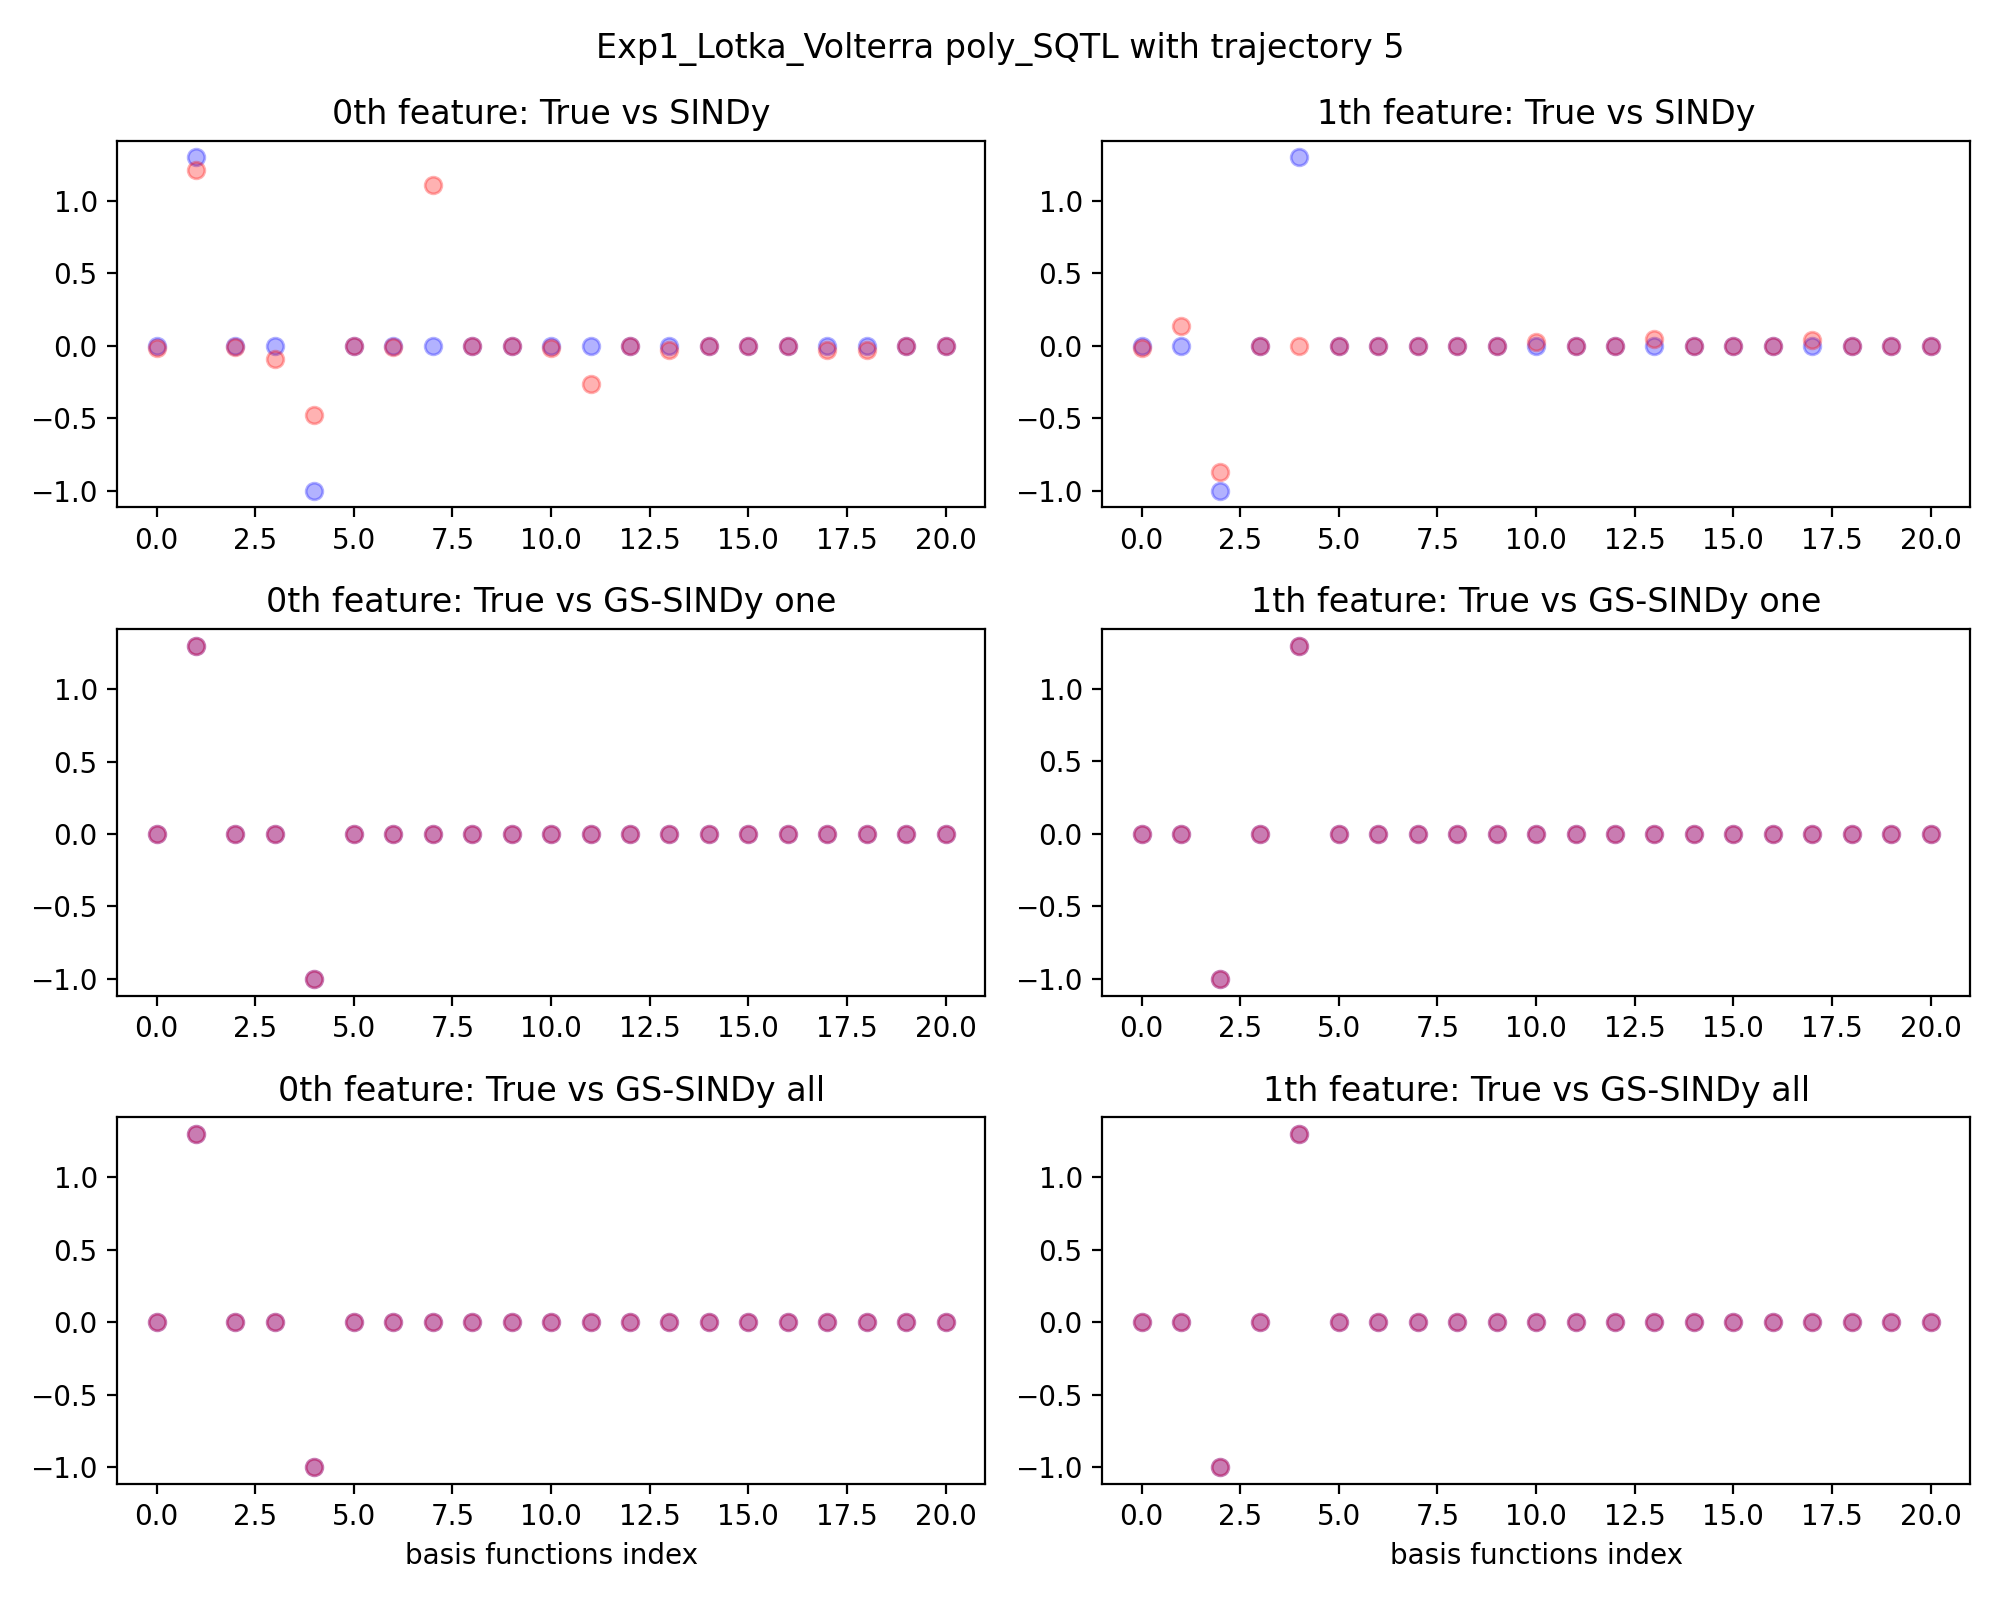 Exp1_Lotka_Volterra poly_SQTL with trajectory 5
0th feature: True vs SINDy
1.0
0.5
0.0
−0.5
−1.0
0.0 2.5 5.0 7.5 10.0 12.5 15.0 17.5 20.0
1th feature: True vs SINDy
1.0
0.5
0.0
−0.5
−1.0
0.0 2.5 5.0 7.5 10.0 12.5 15.0 17.5 20.0
0th feature: True vs GS-SINDy one
1.0
0.5
0.0
−0.5
−1.0
0.0 2.5 5.0 7.5 10.0 12.5 15.0 17.5 20.0
1th feature: True vs GS-SINDy one
1.0
0.5
0.0
−0.5
−1.0
0.0 2.5 5.0 7.5 10.0 12.5 15.0 17.5 20.0
0th feature: True vs GS-SINDy all
1.0
0.5
0.0
−0.5
−1.0
0.0 2.5 5.0 7.5 10.0 12.5 15.0 17.5 20.0
basis functions index
1th feature: True vs GS-SINDy all
1.0
0.5
0.0
−0.5
−1.0
0.0 2.5 5.0 7.5 10.0 12.5 15.0 17.5 20.0
basis functions index